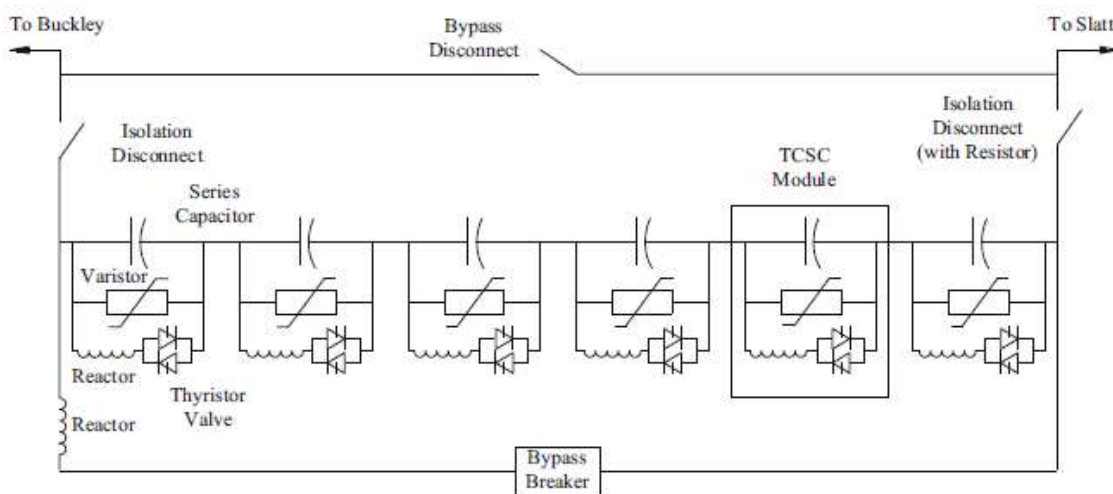 To Buckley
Bypass
Disconnect
To Slatt
Isolation
Disconnect
Isolation
Disconnect
(with Resistor)
TCSC
Module
Series
Capacitor
Varistor
Reactor
Thyristor
Valve
Reactor
Bypass
Breaker